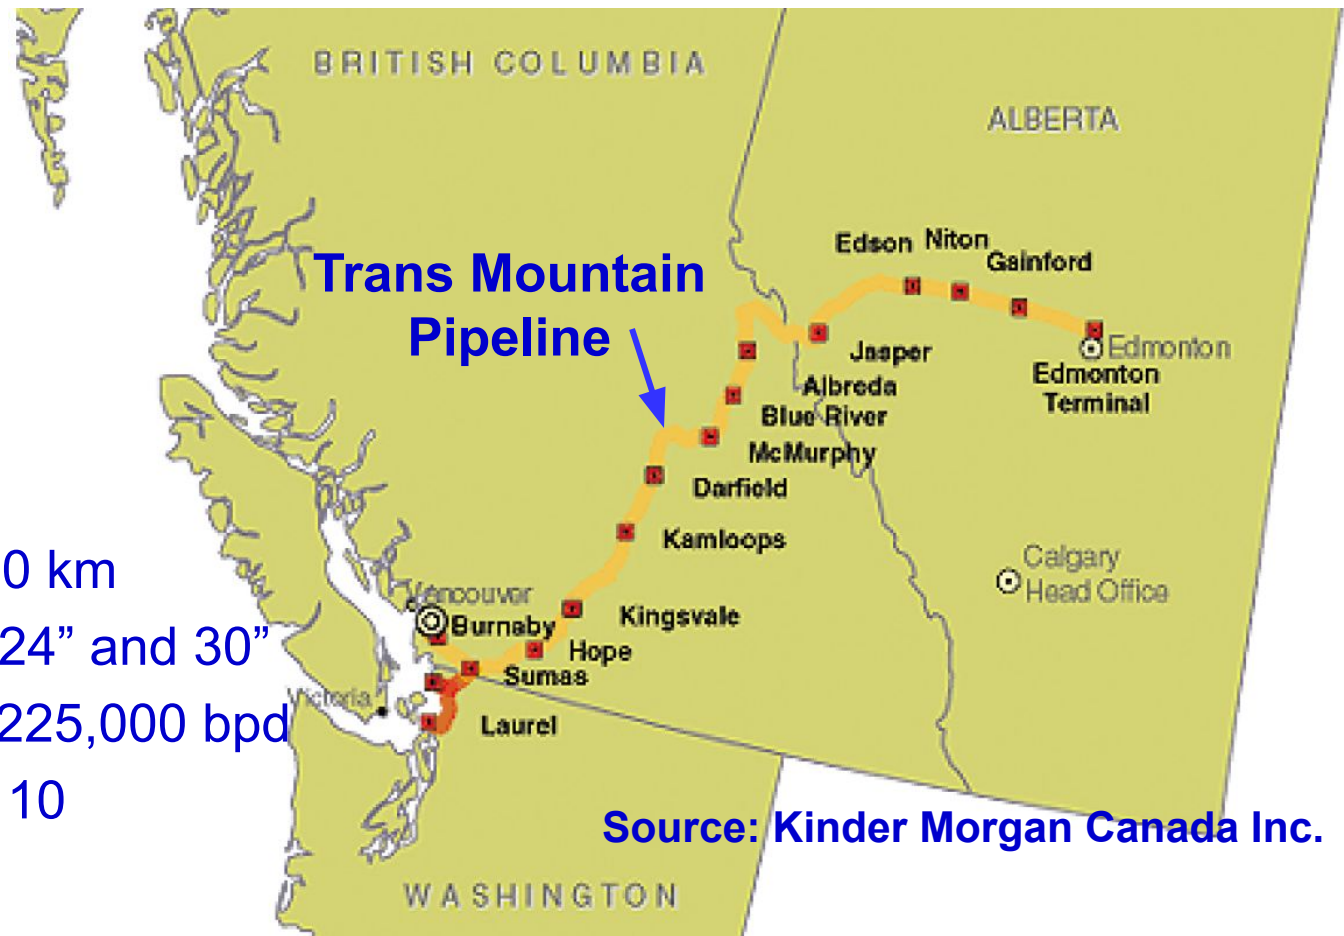 BRITISH COLUMBIA
ALBERTA
Trans Mountain
Pipeline
Edson
Niton
Gainford
Jasper
Edmonton
Edmonton
Terminal
Albreda
Blue River
McMurphy
Darfield
Kamloops
Calgary
Head Office
Vancouver
Burnaby
Kingsvale
Hope
Sumas
Victoria
Laurel
0 km
24” and 30”
225,000 bpd
10
Source: Kinder Morgan Canada Inc.
WASHINGTON